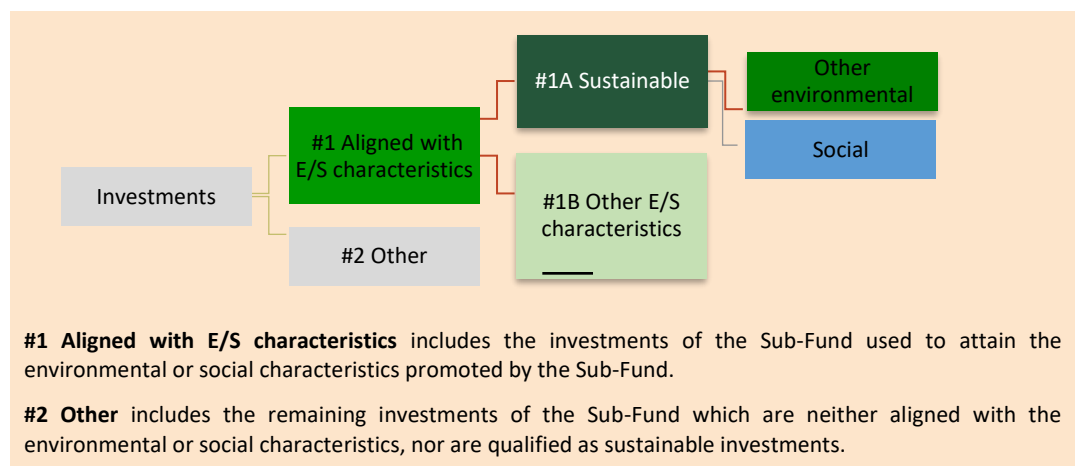 Investments
#1 Aligned with
E/S characteristics
#2 Other
#1A Sustainable
#1B Other E/S
characteristics
Other
environmental
Social
#1 Aligned with E/S characteristics includes the investments of the Sub-Fund used to attain the
environmental or social characteristics promoted by the Sub-Fund.
#2 Other includes the remaining investments of the Sub-Fund which are neither aligned with the
environmental or social characteristics, nor are qualified as sustainable investments.